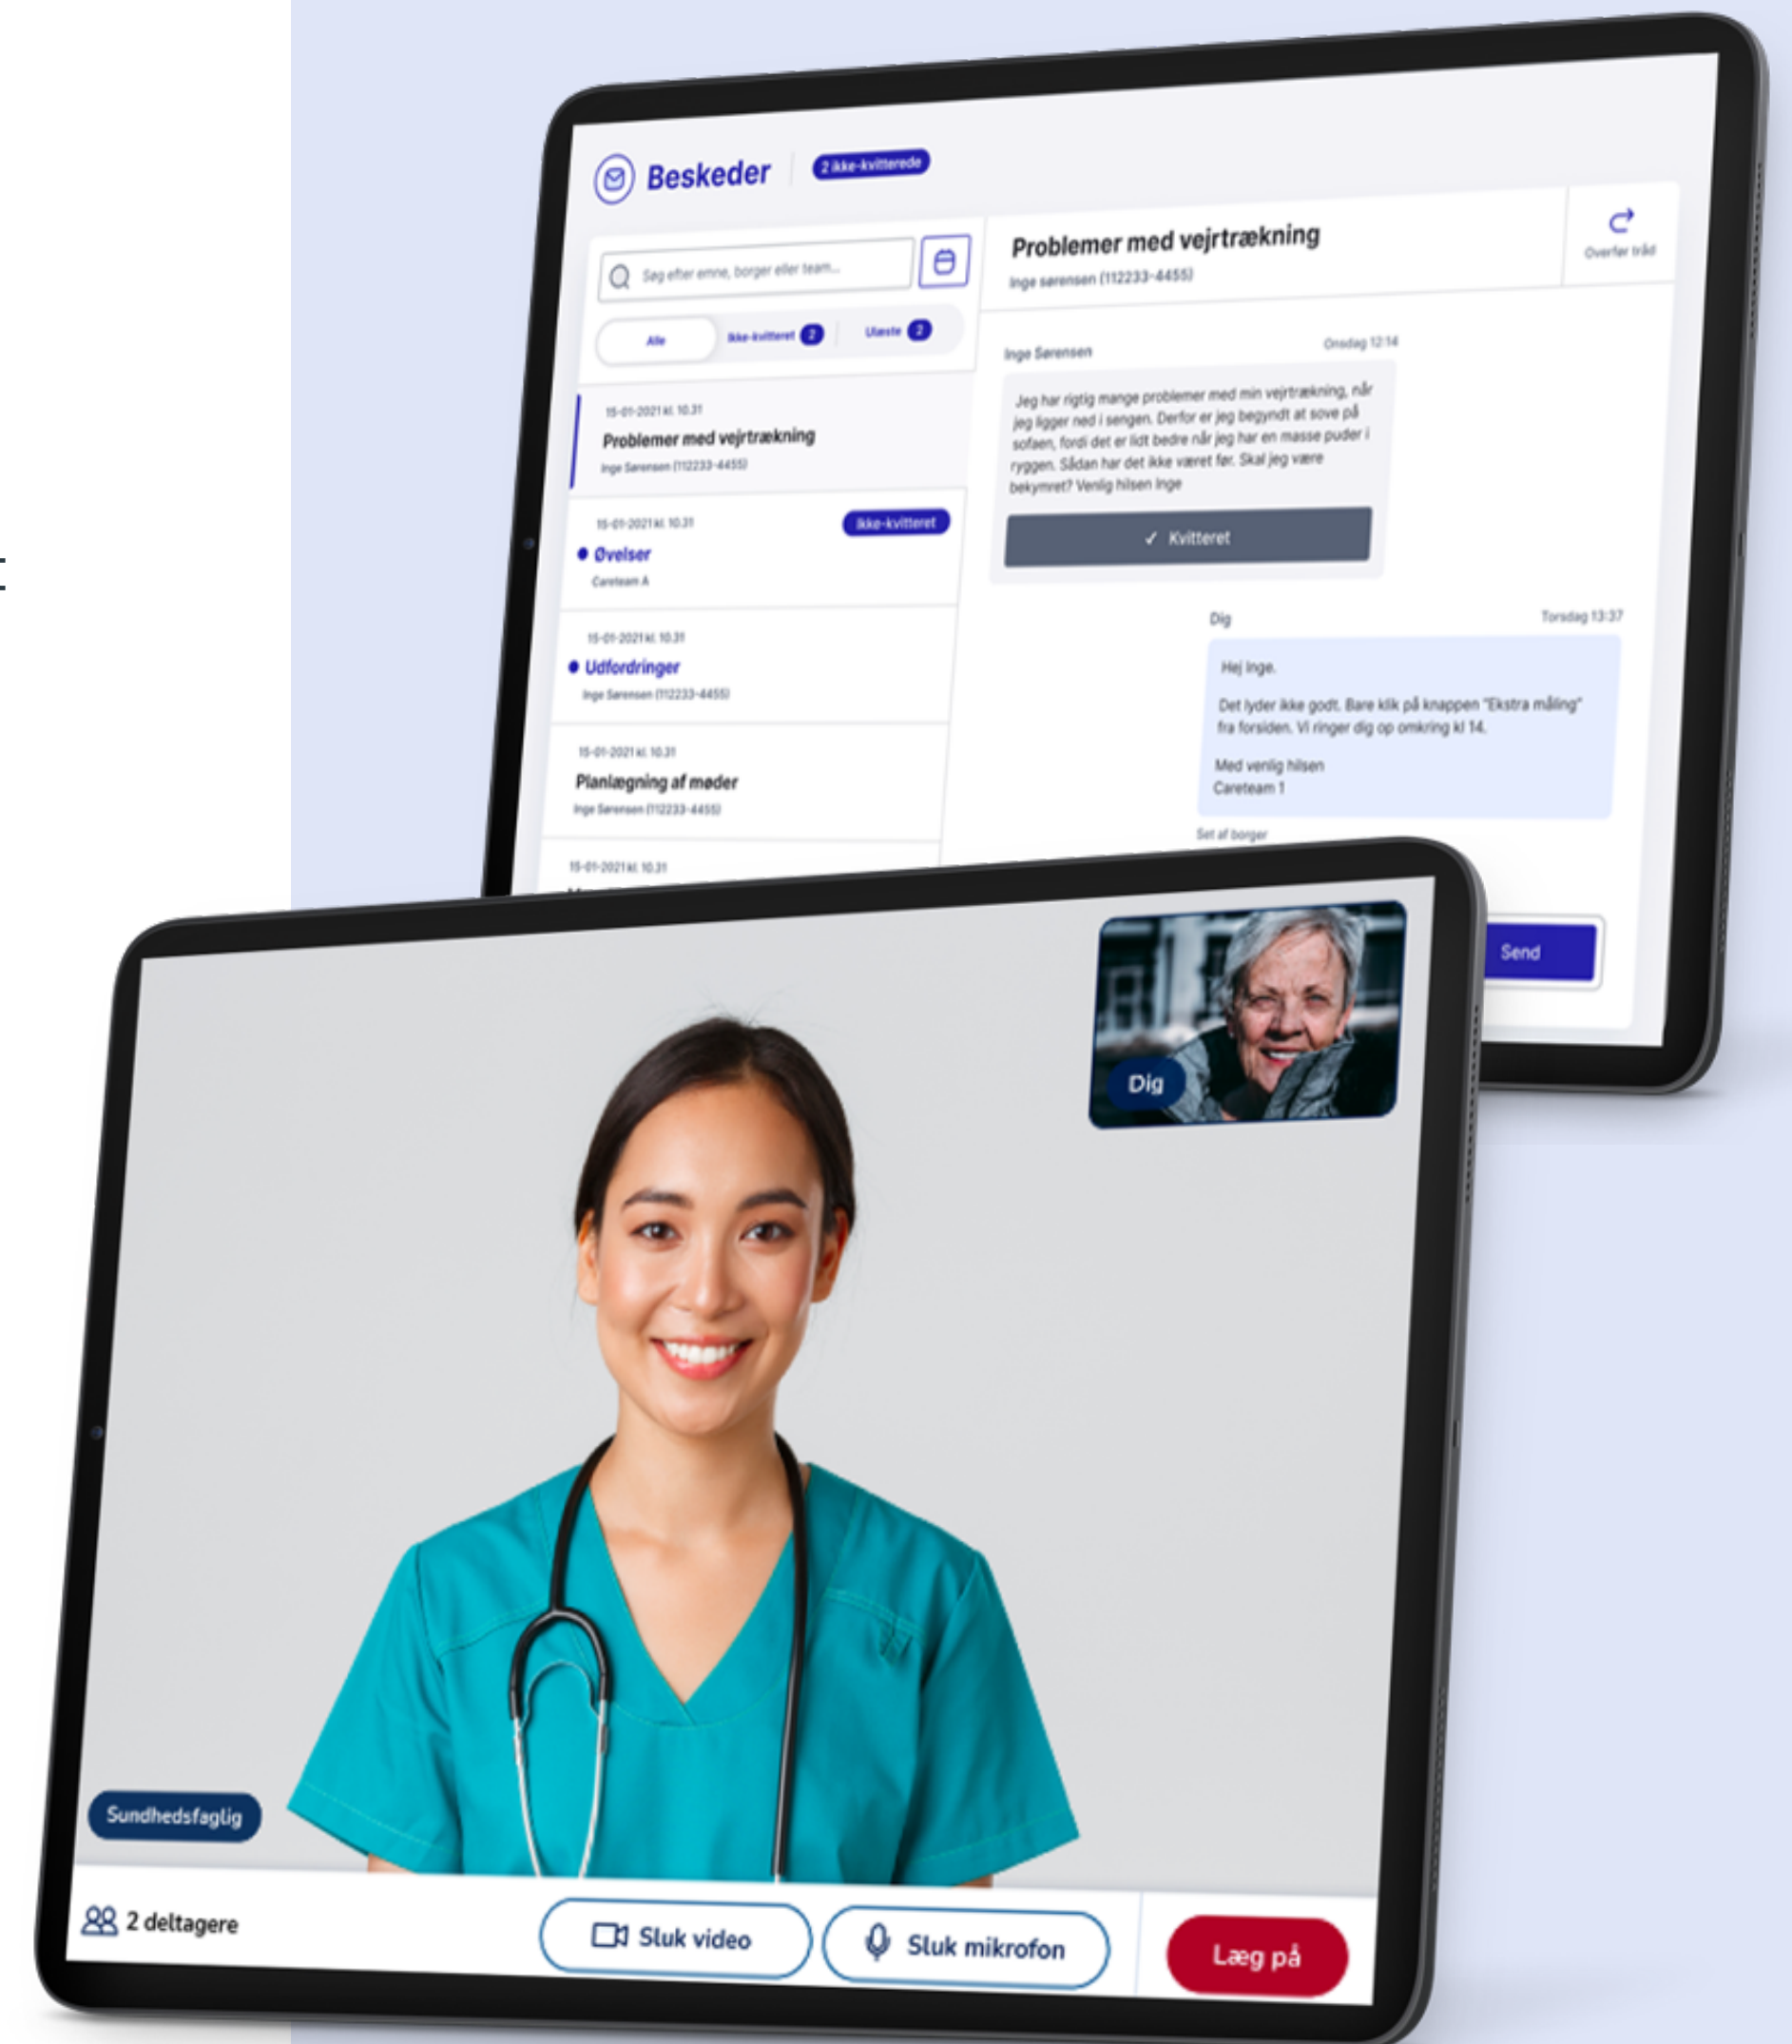 Beskeder
2 ikke-kvitterede
Søg efter emne, borger eller team...
Alle
Ikke-kvitteret 2
Ulæste 2
15-01-2021 kl. 10.31
Problemer med vejrtrækning
Inge Sørensen (112233-4455)
15-01-2021 kl. 10.31
Ikke-kvitteret
Øvelser
Careteam A
15-01-2021 kl. 10.31
Udfordringer
Inge Sørensen (112233-4455)
15-01-2021 kl. 10.31
Planlægning af møder
Inge Sørensen (112233-4455)
15-01-2021 kl. 10.31
Problemer med vejrtrækning
Inge sørensen (112233-4455)
Overfør tråd
Inge Sørensen
Onsdag 12:14
Jeg har rigtig mange problemer med min vejrtrækning, når
jeg ligger ned i sengen. Derfor er jeg begyndt at sove på
sofaen, fordi det er lidt bedre når jeg har en masse puder i
ryggen. Sådan har det ikke været før. Skal jeg være
bekymret? Venlig hilsen Inge
✓ Kvitteret
Dig
Torsdag 13:37
Hej Inge.
Det lyder ikke godt. Bare klik på knappen "Ekstra måling"
fra forsiden. Vi ringer dig op omkring kl 14.
Med venlig hilsen
Careteam 1
Set af borger
Send
Dig
Sundhedsfaglig
2 deltagere
Sluk video
Sluk mikrofon
Læg på